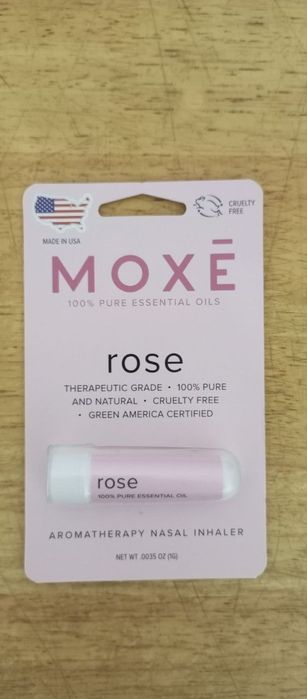 MADE IN USA
CRUELTY
FREE
MOXĒ
100% PURE ESSENTIAL OILS
rose
THERAPEUTIC GRADE • 100% PURE
AND NATURAL • CRUELTY FREE
• GREEN AMERICA CERTIFIED
rose
100% PURE ESSENTIAL OIL
AROMATHERAPY NASAL INHALER
NET WT .0035 OZ (1G)